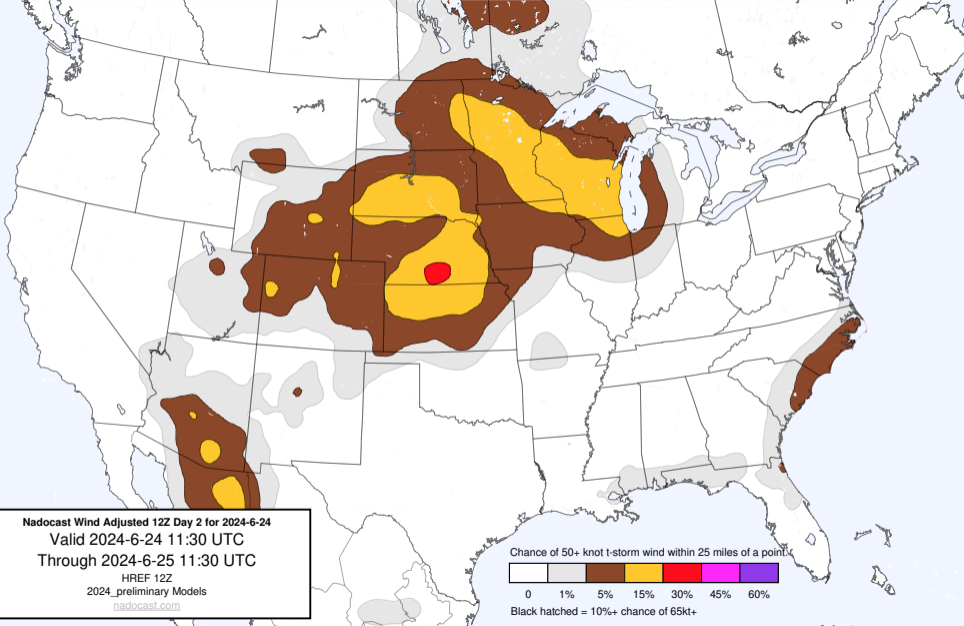 Nadocast Wind Adjusted 12Z Day 2 for 2024-6-24
Valid 2024-6-24 11:30 UTC
Through 2024-6-25 11:30 UTC
HREF 12Z
2024_preliminary Models
nadocast.com
Chance of 50+ knot t-storm wind within 25 miles of a point.
0 1% 5% 15% 30% 45% 60%
Black hatched = 10%+ chance of 65kt+